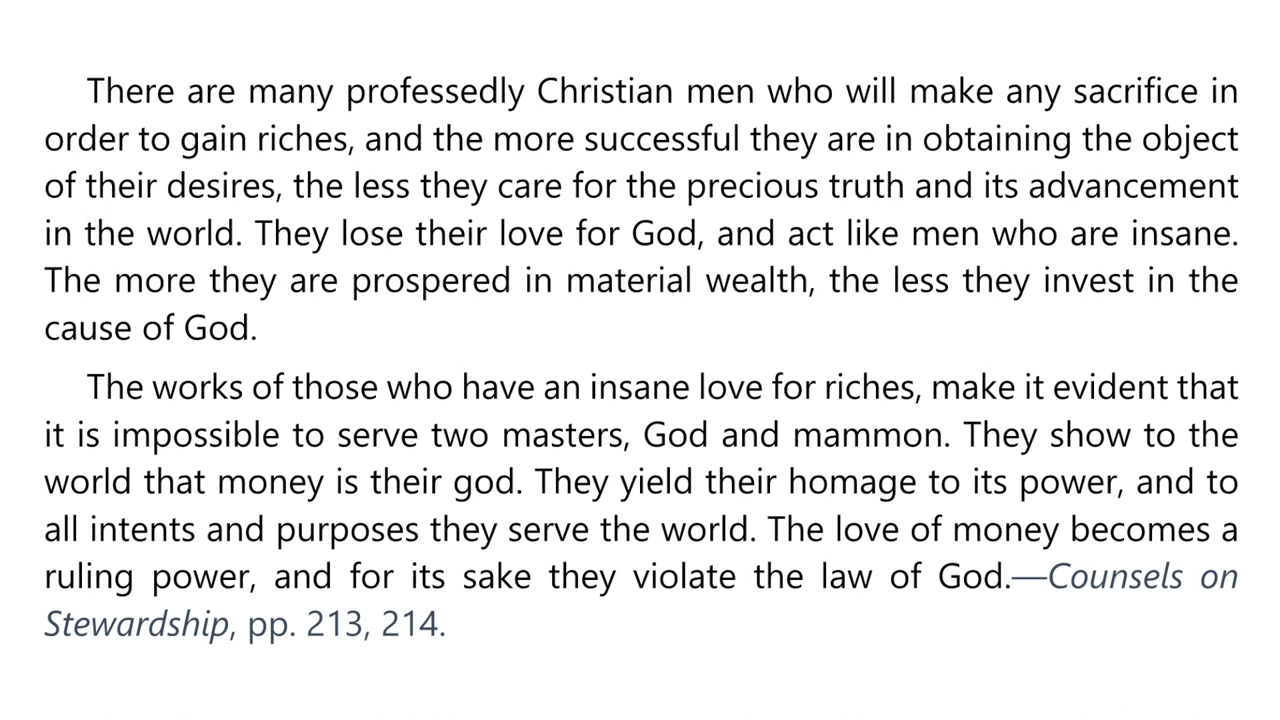 There are many professedly Christian men who will make any sacrifice in
order to gain riches, and the more successful they are in obtaining the object
of their desires, the less they care for the precious truth and its advancement
in the world. They lose their love for God, and act like men who are insane.
The more they are prospered in material wealth, the less they invest in the
cause of God.
The works of those who have an insane love for riches, make it evident that
it is impossible to serve two masters, God and mammon. They show to the
world that money is their god. They yield their homage to its power, and to
all intents and purposes they serve the world. The love of money becomes a
ruling power, and for its sake they violate the law of God.—Counsels on
Stewardship, pp. 213, 214.